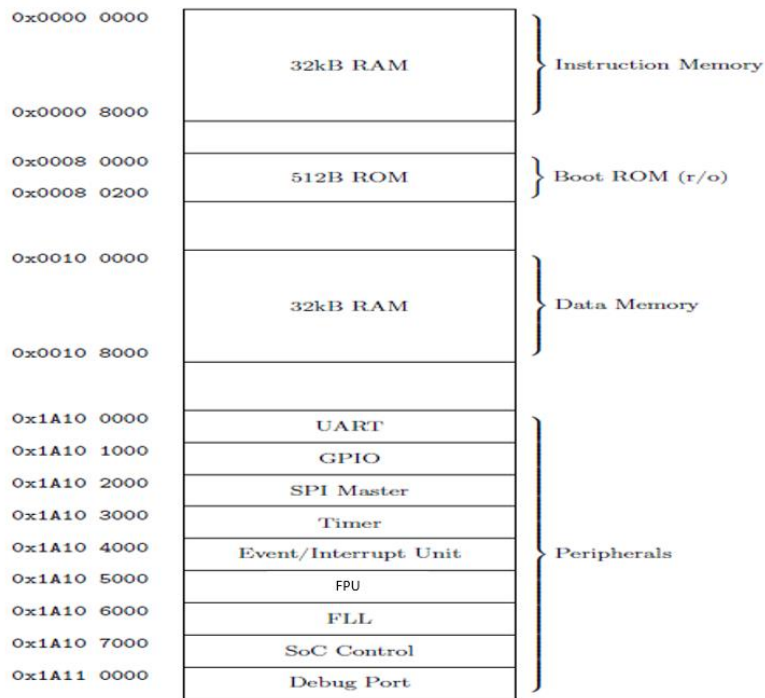 0x0000 0000
32kB RAM
Instruction Memory
0x0000 8000
0x0008 0000
512B ROM
Boot ROM (r/o)
0x0008 0200
0x0010 0000
32kB RAM
Data Memory
0x0010 8000
0x1A10 0000
UART
0x1A10 1000
GPIO
0x1A10 2000
SPI Master
0x1A10 3000
Timer
0x1A10 4000
Event/Interrupt Unit
Peripherals
0x1A10 5000
FPU
0x1A10 6000
FLL
0x1A10 7000
SoC Control
0x1A11 0000
Debug Port